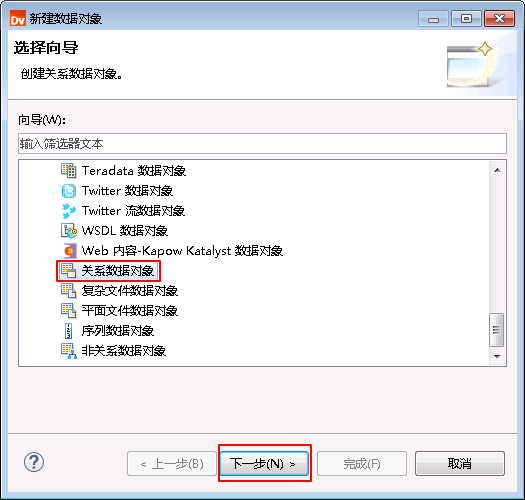 Dv 新建数据对象
选择向导
创建关系数据对象。
向导(W):
输入筛选器文本
Teradata 数据对象
Twitter 数据对象
Twitter 流数据对象
WSDL 数据对象
Web 内容-Kapow Katalyst 数据对象
关系数据对象
复杂文件数据对象
平面文件数据对象
序列数据对象
非关系数据对象
? < 上一步(B) 下一步(N) > 完成(F) 取消